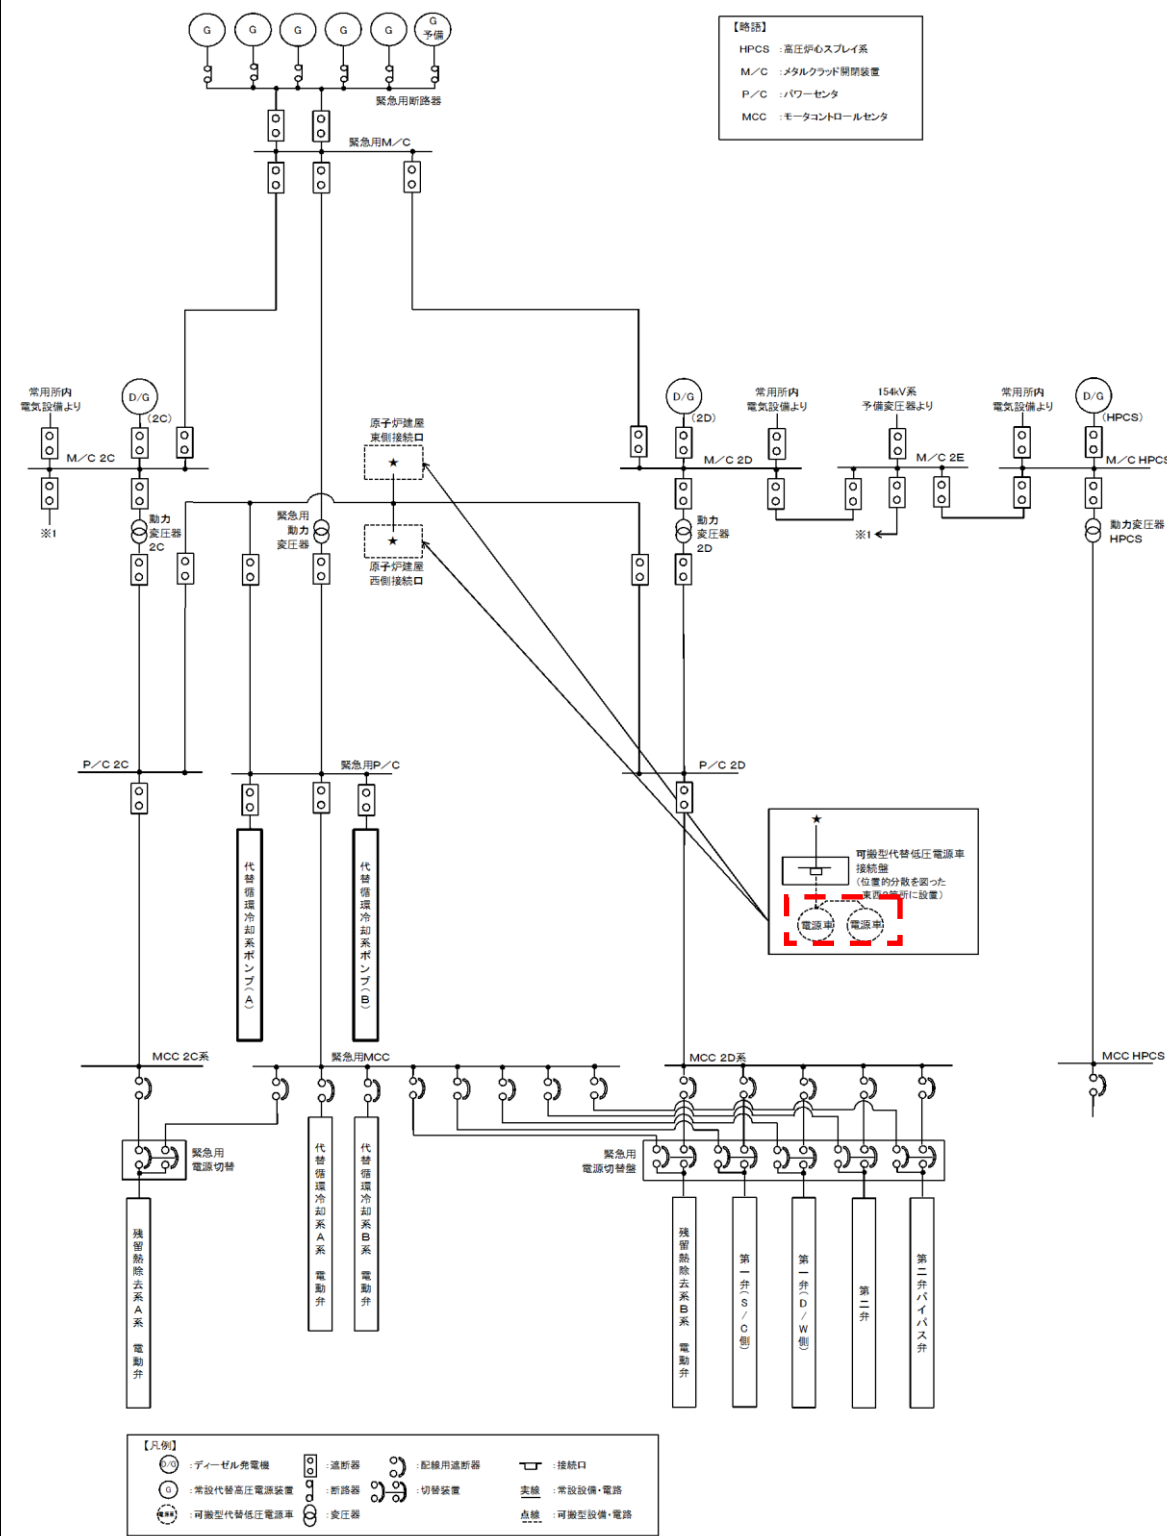 G
G
G
G
G
G
予備
緊急用断路器
緊急用M/C
【略語】
HPCS ：高圧炉心スプレイ系
M/C ：メタルクラッド開閉装置
P/C ：パワーセンタ
MCC ：モータコントロールセンタ
常用所内
電気設備より
D/G
(2C)
M/C 2C
※1
動力
変圧器
2C
緊急用
動力
変圧器
原子炉建屋
東側接続口
★
★
原子炉建屋
西側接続口
D/G
(2D)
M/C 2D
動力
変圧器
2D
常用所内
電気設備より
154kV系
予備変圧器より
M/C 2E
※1
常用所内
電気設備より
D/G
(HPCS)
M/C HPCS
動力変圧器
HPCS
P/C 2C
緊急用P/C
P/C 2D
代替循環冷却系ポンプ(A)
代替循環冷却系ポンプ(B)
★
可搬型代替低圧電源車
接続盤
(位置的分散を図った
東西2箇所に設置)
電源車
電源車
MCC 2C系
緊急用MCC
MCC 2D系
MCC HPCS
緊急用
電源切替
緊急用
電源切替盤
残留熱除去系A系 電動弁
代替循環冷却系A系 電動弁
代替循環冷却系B系 電動弁
残留熱除去系B系 電動弁
第一弁(S/C側)
第一弁(D/W側)
第二弁
第二弁バイパス弁
【凡例】
D/G ：ディーゼル発電機
：遮断器
：配線用遮断器
：接続口
G ：常設代替高圧電源装置
：断路器
：切替装置
実線 ：常設設備・電路
電源車 ：可搬型代替低圧電源車
：変圧器
点線 ：可搬型設備・電路